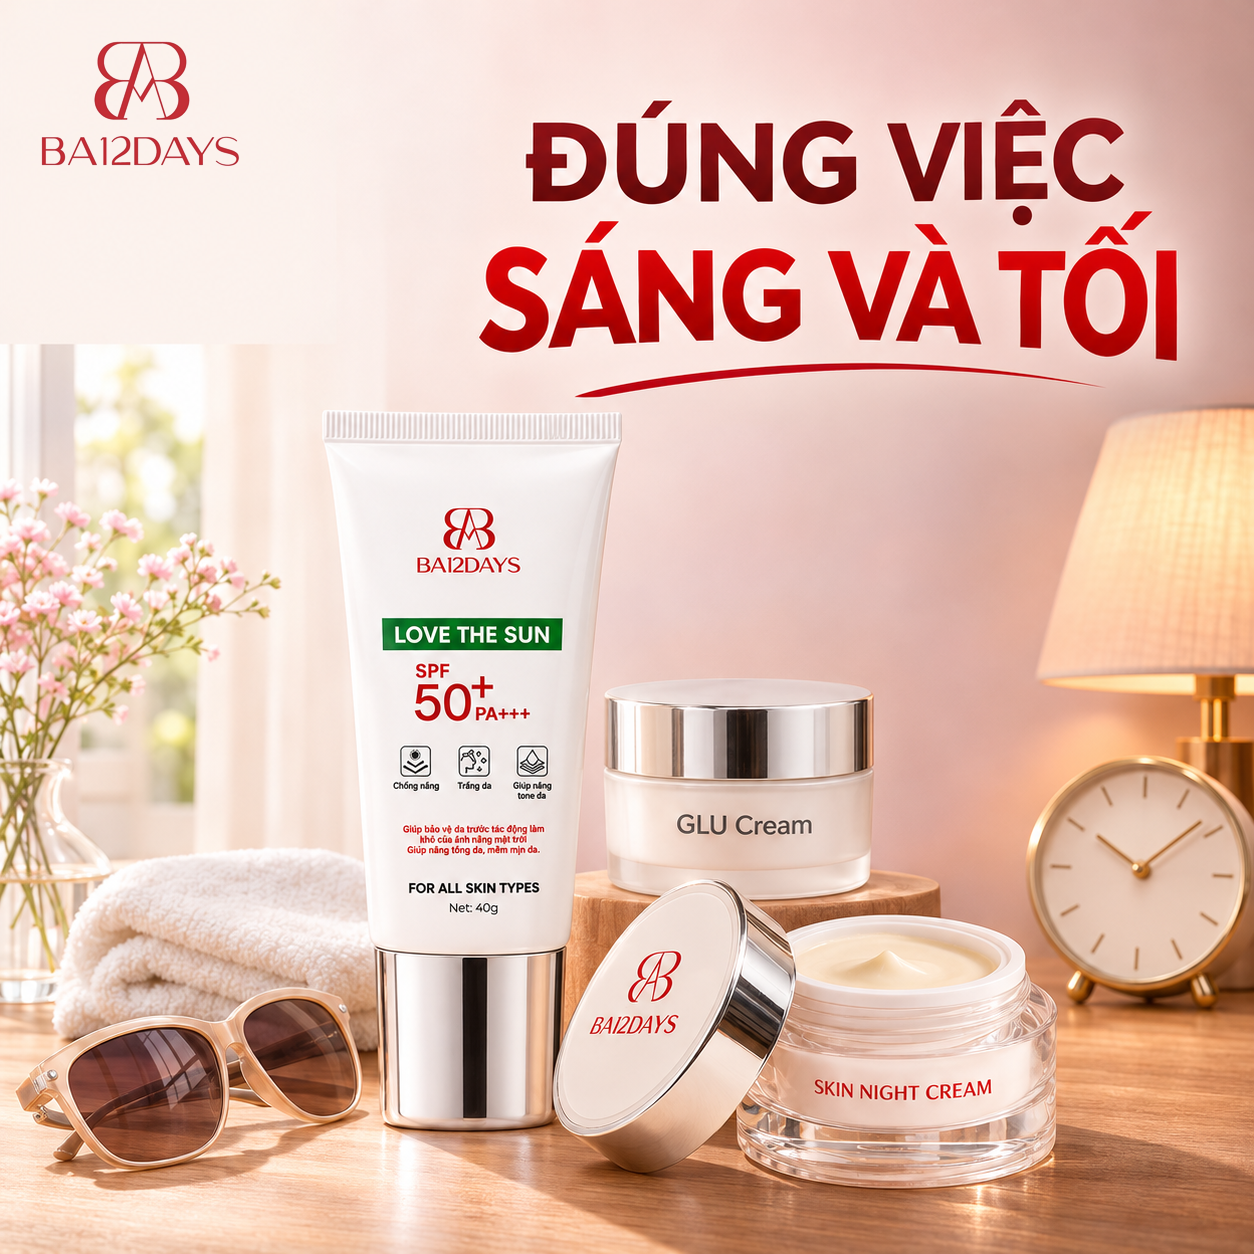 BA12DAYS
ĐÚNG VIỆC
SÁNG VÀ TỐI
BA12DAYS
LOVE THE SUN
SPF
50+
PA+++
Chống nắng
Trắng da
Giúp nâng
tone da
Giúp bảo vệ da trước tác động làm
khô của ánh nắng mặt trời
Giúp nâng tông da, mềm mịn da.
FOR ALL SKIN TYPES
Net: 40g
GLU Cream
BA12DAYS
SKIN NIGHT CREAM